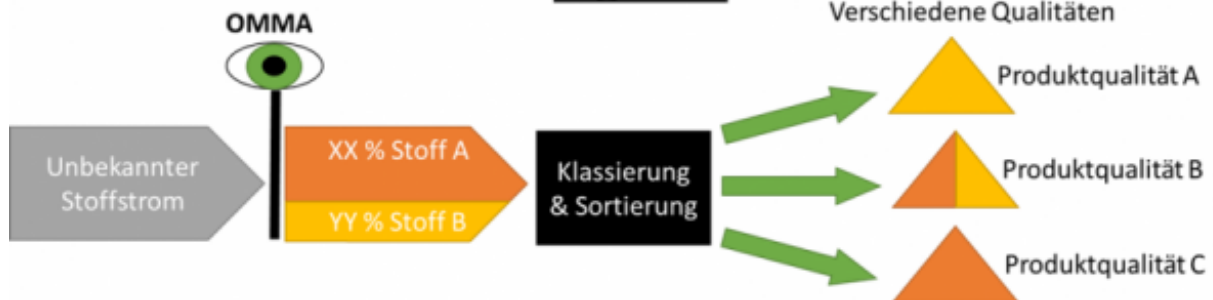 Verschiedene Qualitäten
OMMA
Unbekannter
Stoffstrom
XX % Stoff A
YY % Stoff B
Klassierung
& Sortierung
Produktqualität A
Produktqualität B
Produktqualität C